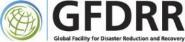 GFDRR
Global Facility for Disaster Reduction and Recovery